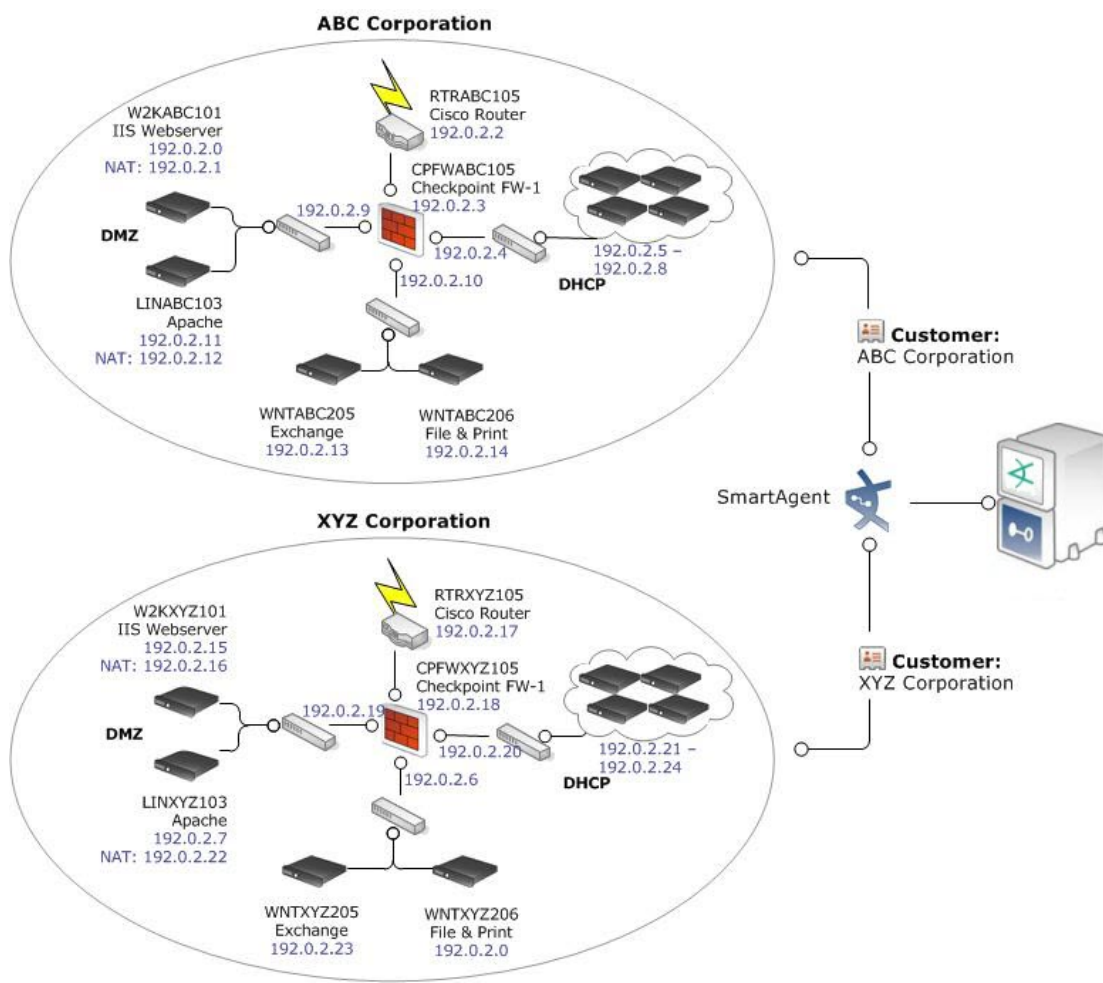 ABC Corporation
RTRABC105
Cisco Router
192.0.2.2
W2KABC101
IIS Webserver
192.0.2.0
NAT: 192.0.2.1
CPFWABC105
Checkpoint FW-1
192.0.2.3
192.0.2.9
DMZ
192.0.2.4
192.0.2.5 –
192.0.2.8
DHCP
192.0.2.10
LINABC103
Apache
192.0.2.11
NAT: 192.0.2.12
WNTABC205
Exchange
192.0.2.13
WNTABC206
File & Print
192.0.2.14
Customer:
ABC Corporation
SmartAgent
XYZ Corporation
RTRXYZ105
Cisco Router
192.0.2.17
W2KXYZ101
IIS Webserver
192.0.2.15
NAT: 192.0.2.16
CPFWXYZ105
Checkpoint FW-1
192.0.2.18
192.0.2.19
DMZ
192.0.2.20
192.0.2.21 –
192.0.2.24
DHCP
192.0.2.6
LINXYZ103
Apache
192.0.2.7
NAT: 192.0.2.22
WNTXYZ205
Exchange
192.0.2.23
WNTXYZ206
File & Print
192.0.2.0
Customer:
XYZ Corporation